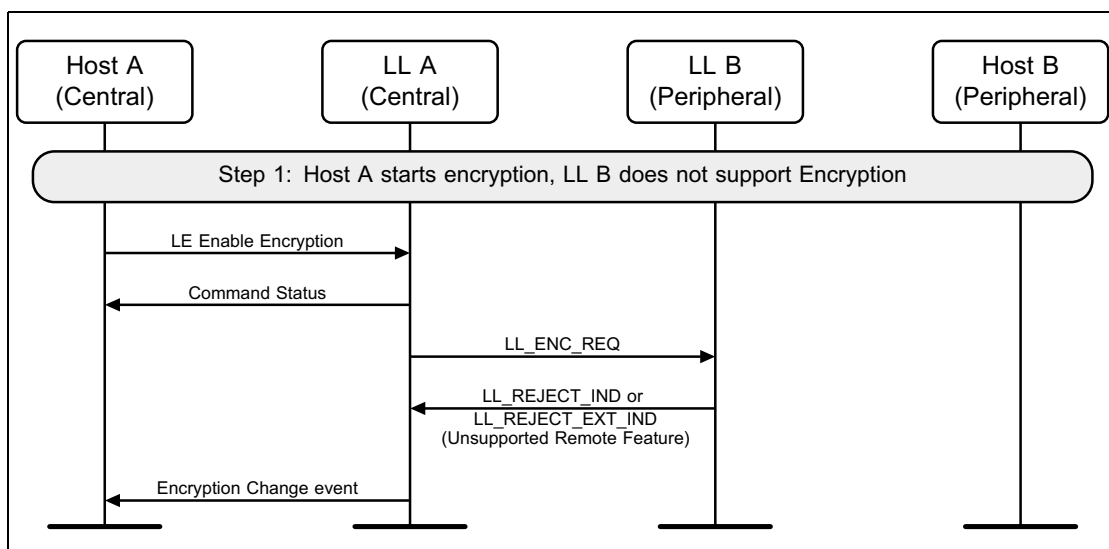 Host A
(Central)
LL A
(Central)
LL B
(Peripheral)
Host B
(Peripheral)
Step 1: Host A starts encryption, LL B does not support Encryption
LE Enable Encryption
Command Status
LL_ENC_REQ
LL_REJECT_IND or
LL_REJECT_EXT_IND
(Unsupported Remote Feature)
Encryption Change event